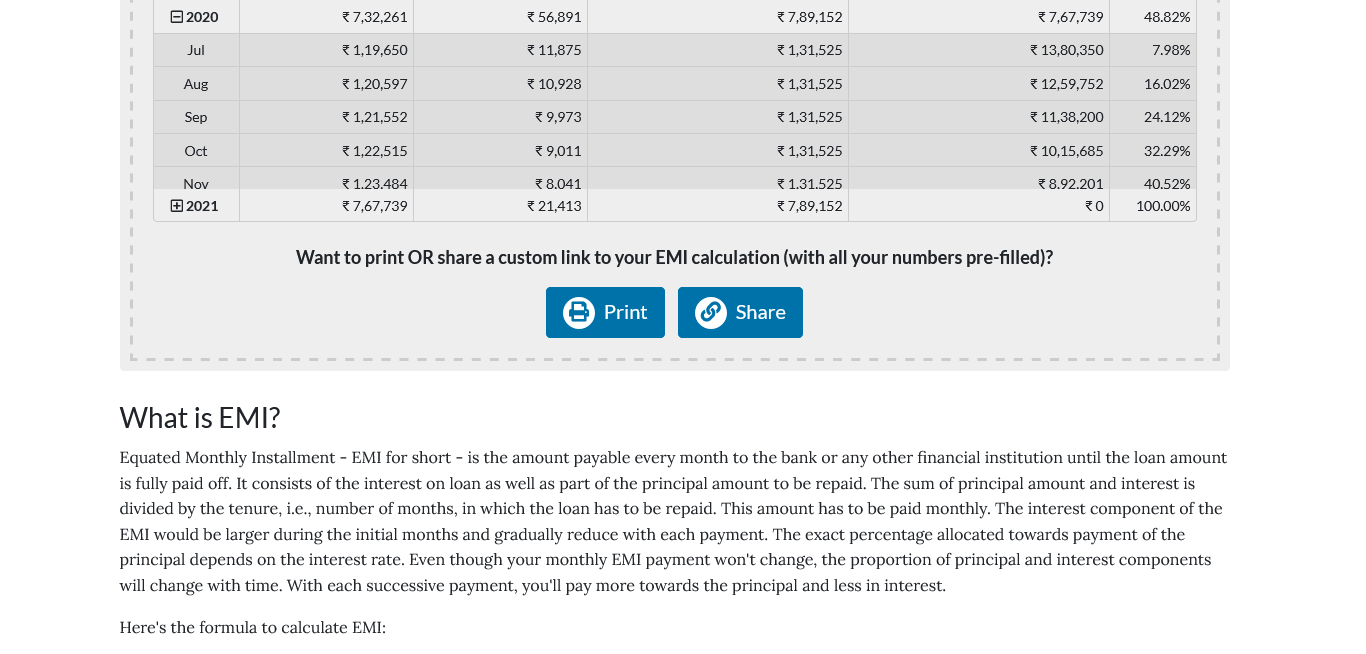 2020 ₹ 7,32,261 ₹ 56,891 ₹ 7,89,152 ₹ 7,67,739 48.82%
Jul ₹ 1,19,650 ₹ 11,875 ₹ 1,31,525 ₹ 13,80,350 7.98%
Aug ₹ 1,20,597 ₹ 10,928 ₹ 1,31,525 ₹ 12,59,752 16.02%
Sep ₹ 1,21,552 ₹ 9,973 ₹ 1,31,525 ₹ 11,38,200 24.12%
Oct ₹ 1,22,515 ₹ 9,011 ₹ 1,31,525 ₹ 10,15,685 32.29%
Nov ₹ 1,23,484 ₹ 8,041 ₹ 1,31,525 ₹ 8,92,201 40.52%
2021 ₹ 7,67,739 ₹ 21,413 ₹ 7,89,152 ₹ 0 100.00%
Want to print OR share a custom link to your EMI calculation (with all your numbers pre-filled)?
Print Share
What is EMI?
Equated Monthly Installment - EMI for short - is the amount payable every month to the bank or any other financial institution until the loan amount
is fully paid off. It consists of the interest on loan as well as part of the principal amount to be repaid. The sum of principal amount and interest is
divided by the tenure, i.e., number of months, in which the loan has to be repaid. This amount has to be paid monthly. The interest component of the
EMI would be larger during the initial months and gradually reduce with each payment. The exact percentage allocated towards payment of the
principal depends on the interest rate. Even though your monthly EMI payment won't change, the proportion of principal and interest components
will change with time. With each successive payment, you'll pay more towards the principal and less in interest.
Here's the formula to calculate EMI: